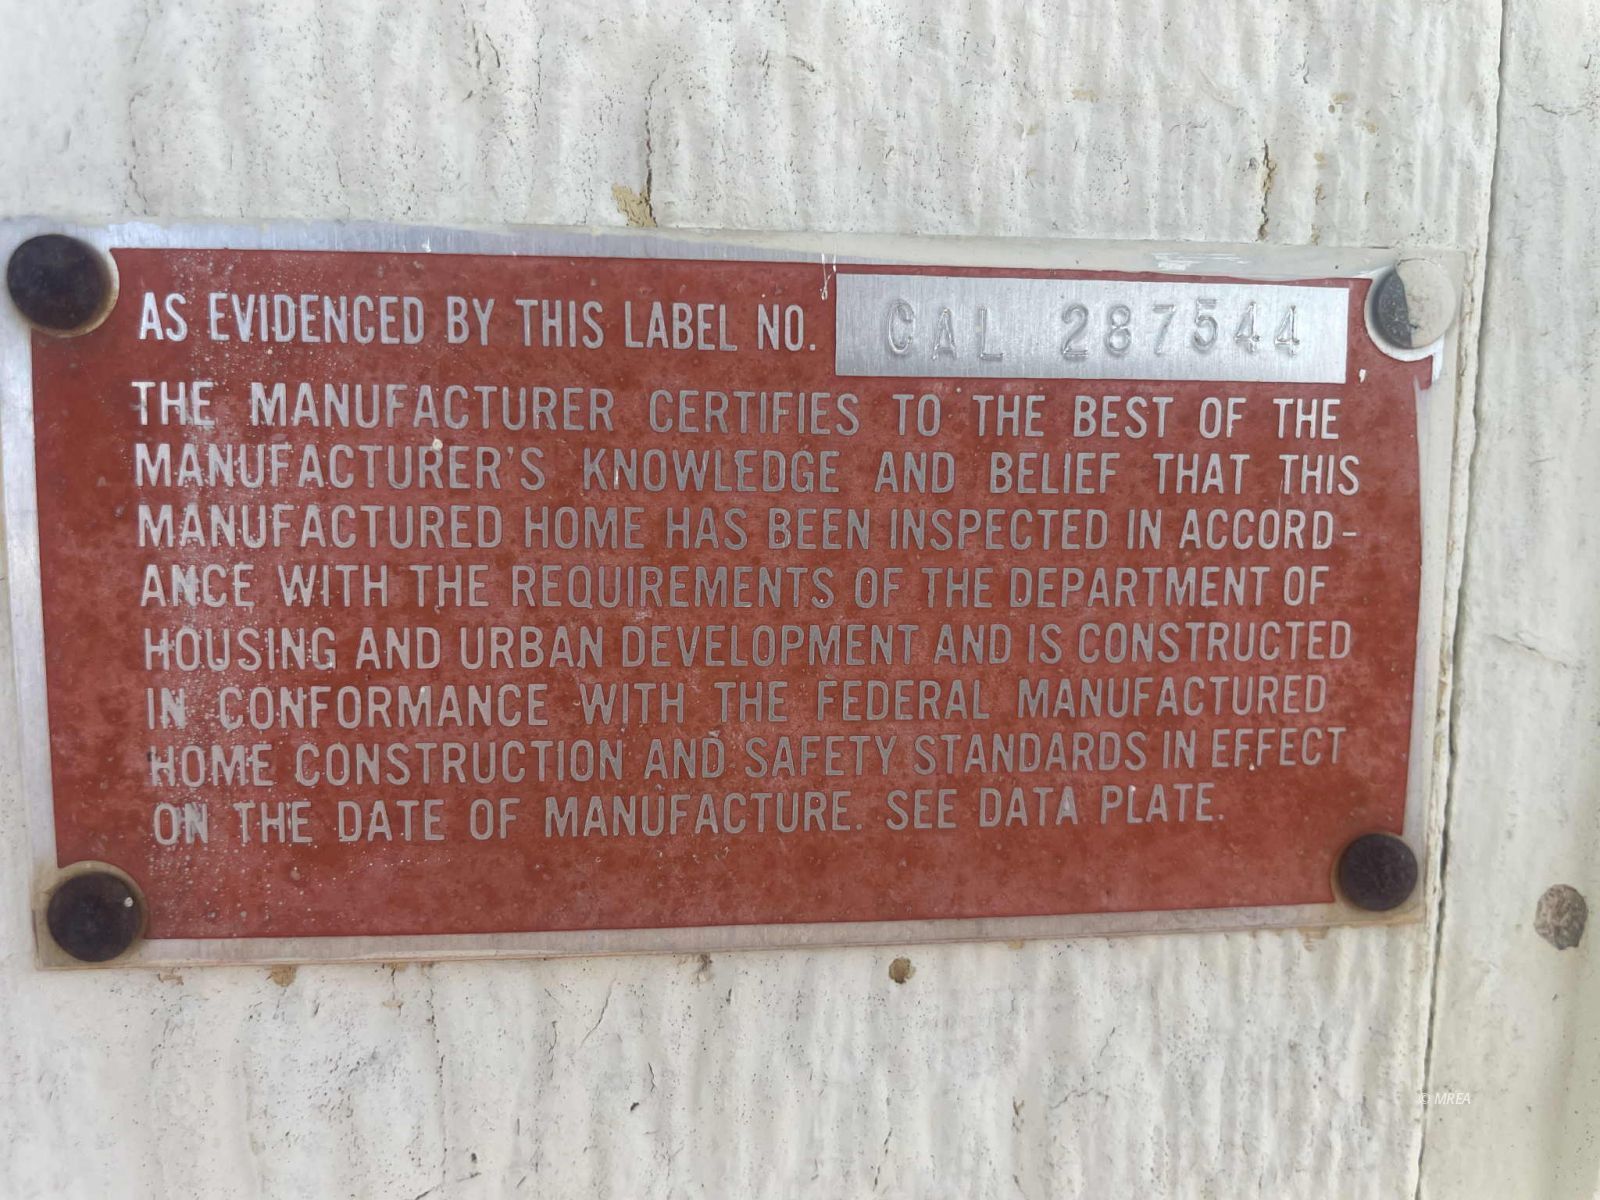 AS EVIDENCED BY THIS LABEL NO. CAL 287544
THE MANUFACTURER CERTIFIES TO THE BEST OF THE
MANUFACTURER'S KNOWLEDGE AND BELIEF THAT THIS
MANUFACTURED HOME HAS BEEN INSPECTED IN ACCORD-
ANCE WITH THE REQUIREMENTS OF THE DEPARTMENT OF
HOUSING AND URBAN DEVELOPMENT AND IS CONSTRUCTED
IN CONFORMANCE WITH THE FEDERAL MANUFACTURED
HOME CONSTRUCTION AND SAFETY STANDARDS IN EFFECT
ON THE DATE OF MANUFACTURE. SEE DATA PLATE.
© MREA